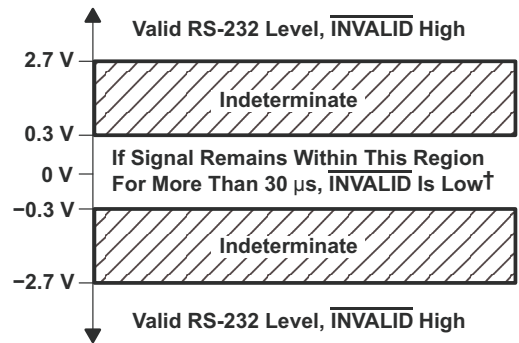 Valid RS-232 Level, INVALID High
2.7 V
Indeterminate
0.3 V
If Signal Remains Within This Region
0 V
For More Than 30 μs, INVALID Is Low†
−0.3 V
Indeterminate
−2.7 V
Valid RS-232 Level, INVALID High